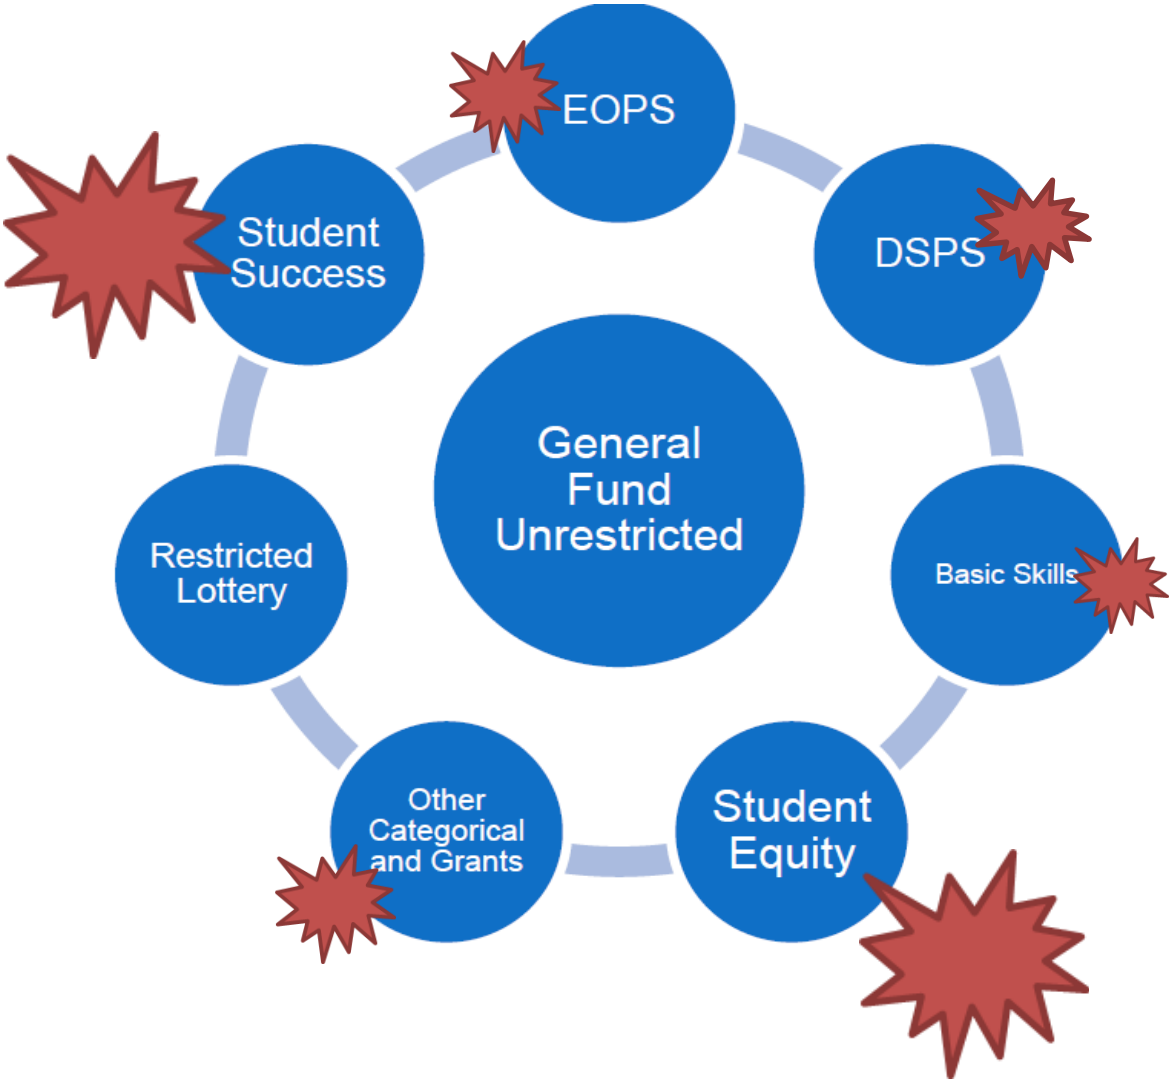 EOPS
DSPS
Student
Success
General
Fund
Unrestricted
Restricted
Lottery
Basic Skills
Other
Categorical
and Grants
Student
Equity